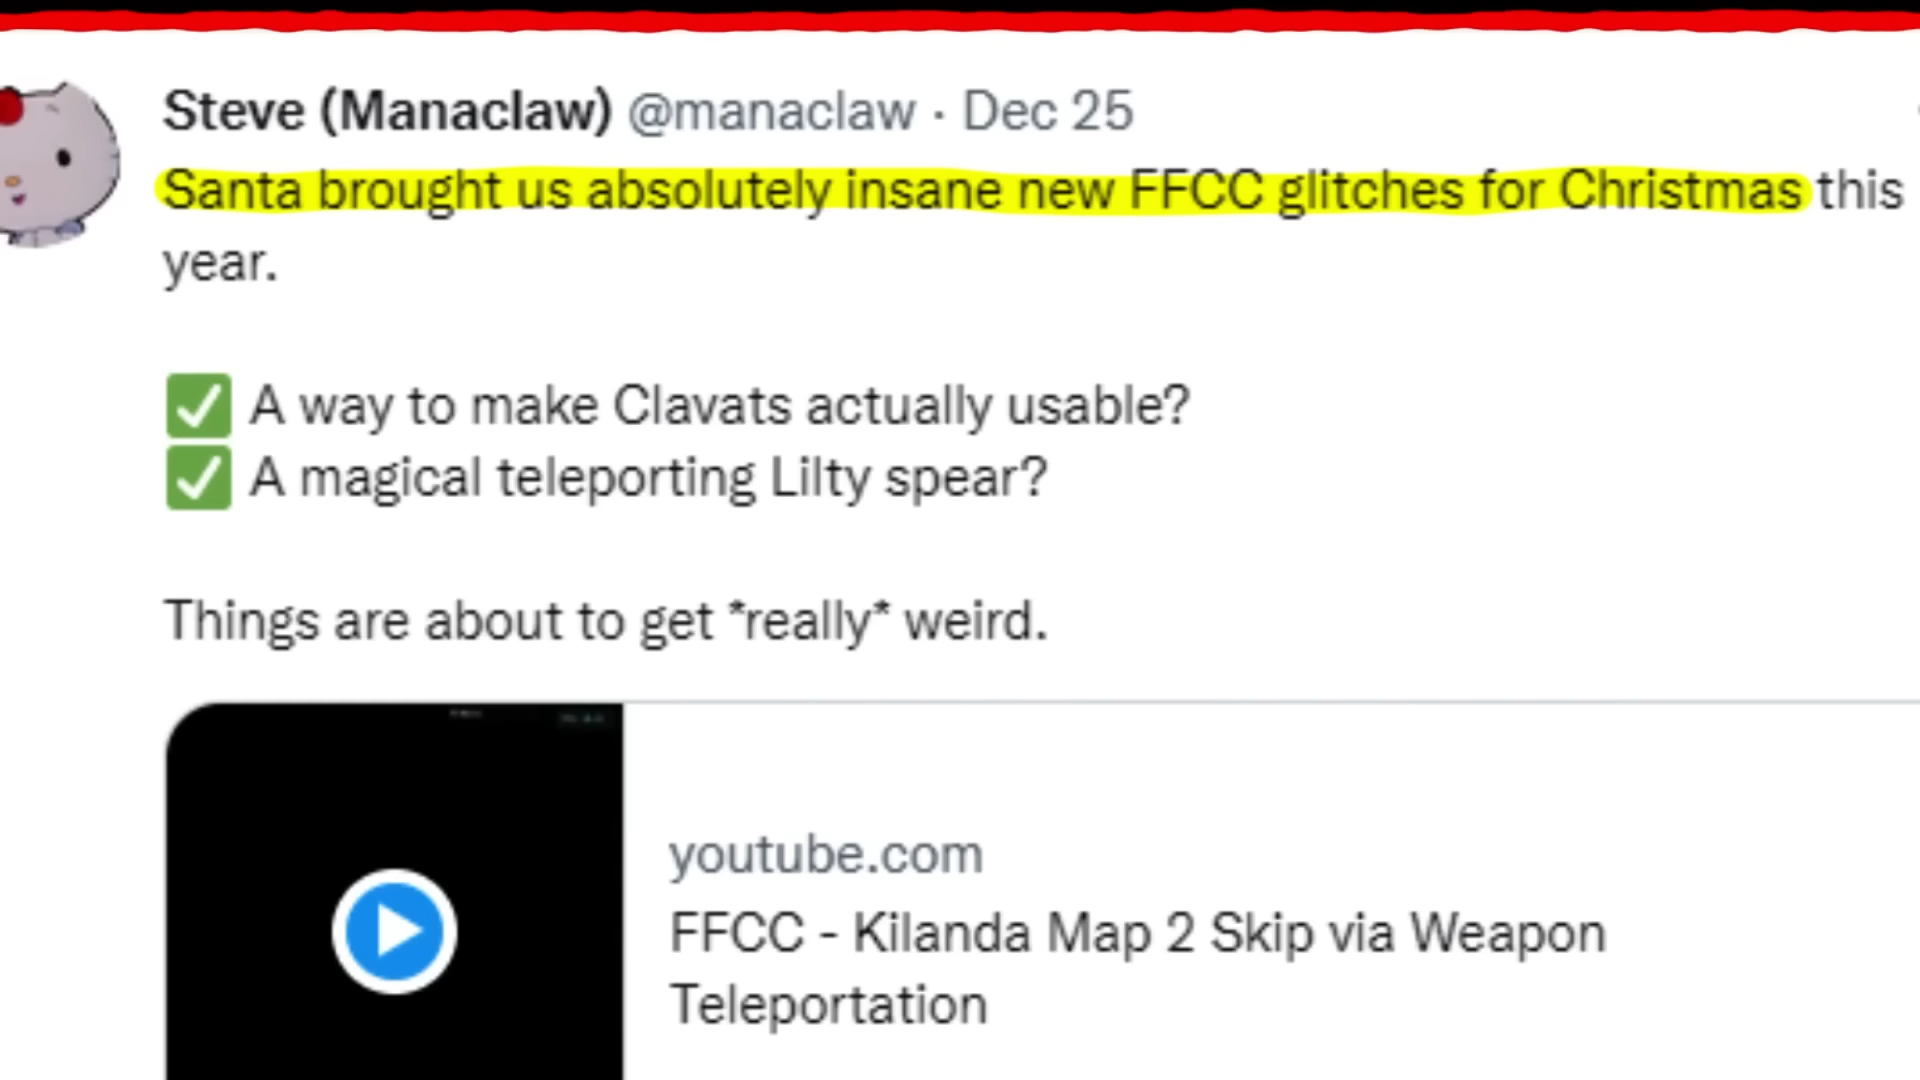 Steve (Manaclaw) @manaclaw · Dec 25
Santa brought us absolutely insane new FFCC glitches for Christmas this
year.
✅ A way to make Clavats actually usable?
✅ A magical teleporting Lilty spear?
Things are about to get *really* weird.
youtube.com
FFCC - Kilanda Map 2 Skip via Weapon
Teleportation